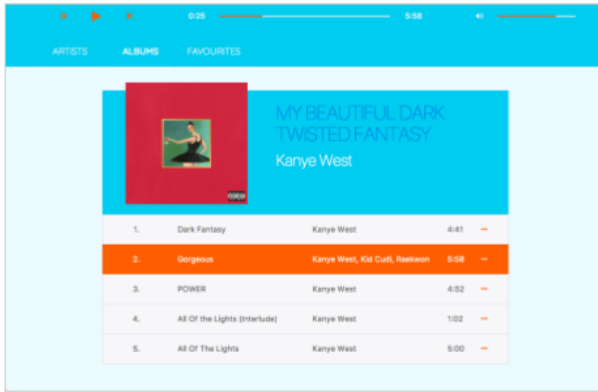 0:25 5:58
ARTISTS ALBUMS FAVOURITES
MY BEAUTIFUL DARK
TWISTED FANTASY
Kanye West
1. Dark Fantasy Kanye West 4:41
2. Gorgeous Kanye West, Kid Cudi, Raekwon 5:58
3. POWER Kanye West 4:52
4. All Of the Lights (Interlude) Kanye West 1:02
5. All Of The Lights Kanye West 5:00